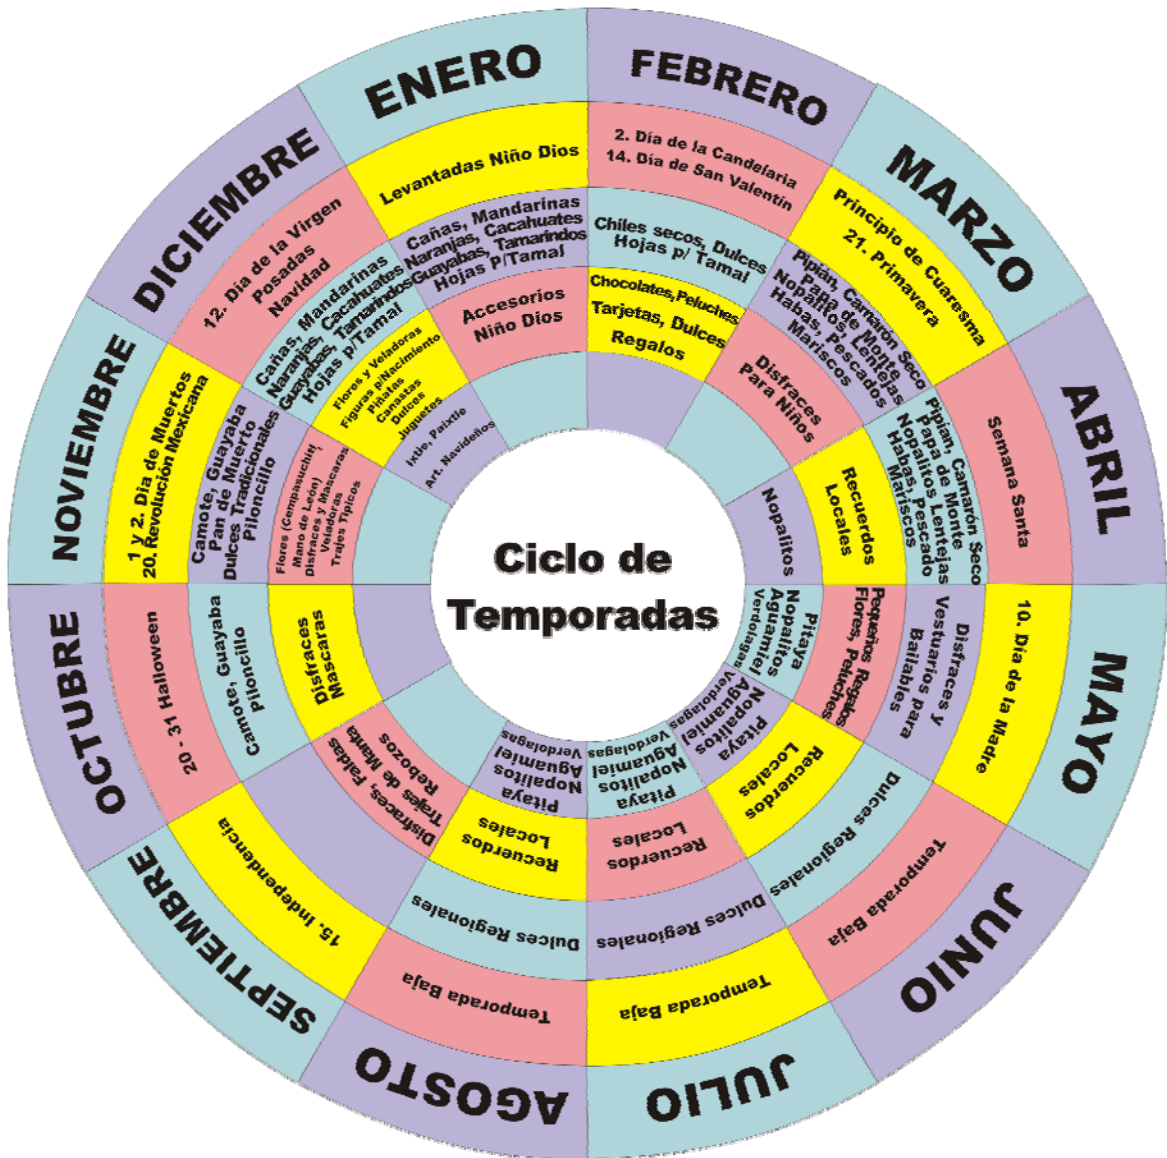 Ciclo de
Temporadas
ENERO
Levantadas Niño Dios
Cañas, Mandarinas
Naranjas, Cacahuates
Guayabas, Tamarindos
Hojas P/Tamal
Accesorios
Niño Dios
FEBRERO
2. Día de la Candelaria
14. Día de San Valentín
Chiles secos, Dulces
Hojas p/ Tamal
Chocolates, Peluches
Tarjetas, Dulces
Regalos
MARZO
Principio de Cuaresma
21. Primavera
Pipián, Camarón Seco
Papa de Monte
Nopalitos, Lentejas
Habas, Pescados
Mariscos
Disfraces
Para Niños
ABRIL
Semana Santa
Pipian, Camarón Seco
Papa de Monte
Nopalitos Lentejas
Habas, Pescado
Mariscos
Recuerdos
Locales
Nopalitos
MAYO
10. Día de la Madre
Disfraces y
Vestuarios para
Bailables
Pequeños Regalos
Flores, Peluches
Pitaya
Nopalitos
Aguamiel
Verdolagas
JUNIO
Temporada Baja
Dulces Regionales
Recuerdos
Locales
Pitaya
Nopalitos
Aguamiel
Verdolagas
JULIO
Temporada Baja
Dulces Regionales
Recuerdos
Locales
Pitaya
Nopalitos
Aguamiel
Verdolagas
AGOSTO
Temporada Baja
Dulces Regionales
Recuerdos
Locales
Pitaya
Nopalitos
Aguamiel
Verdolagas
SEPTIEMBRE
15. Independencia
Disfraces, Faldas
Trajes de Manta
Rebozos
OCTUBRE
20 - 31 Halloween
Camote, Guayaba
Piloncillo
Disfraces
Mascaras
NOVIEMBRE
1 y 2. Dia de Muertos
20. Revolución Mexicana
Camote, Guayaba
Pan de Muerto
Dulces Tradicionales
Piloncillo
Flores (Cempasuchitl,
Mano de León)
Disfraces y Mascaras
Veladoras
Trajes Tipicos
DICIEMBRE
12. Día de la Virgen
Posadas
Navidad
Cañas, Mandarinas
Naranjas, Cacahuates
Guayabas, Tamarindos
Hojas p/Tamal
Flores y Veladoras
Figuras p/Nacimiento
Piñatas
Canastas
Dulces
Juguetes
Ixtle, Paixtle
Art. Navideños